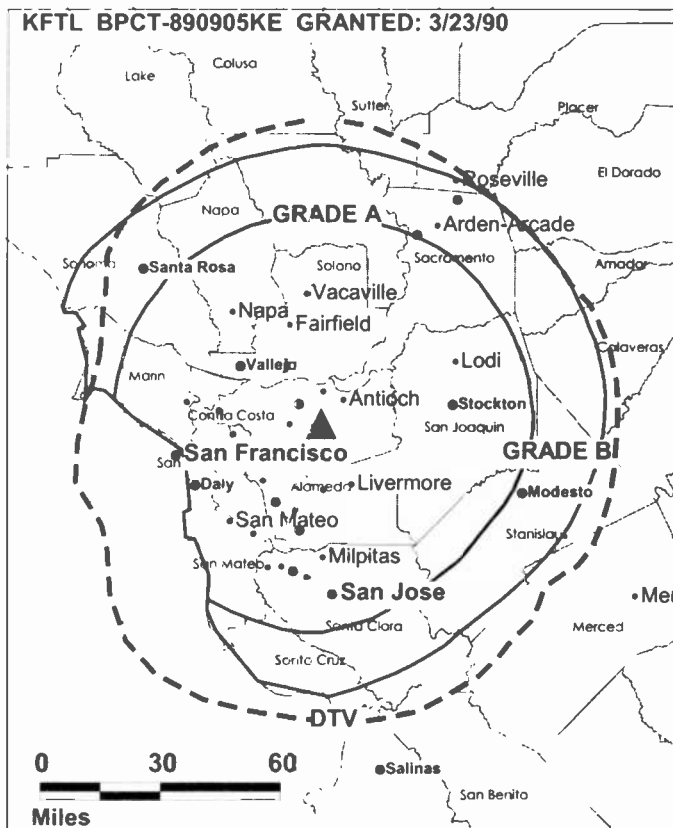 KFTL BPCT-890905KE GRANTED: 3/23/90
Colusa
Lake
Sutter
Placer
El Dorado
Roseville
Napa
GRADE A
Arden-Arcade
Sonoma
Santa Rosa
Solano
Sacramento
Amador
Vacaville
Napa
Fairfield
Calaveras
Marin
Vallejo
Lodi
Antioch
Contra Costa
Stockton
San Joaquin
San
San Francisco
GRADE B
Daly
Alameda
Livermore
Modesto
San Mateo
Stanislaus
Milpitas
San Mateo
San Jose
Mer
Santa Clara
Merced
Santa Cruz
DTV
0 30 60
Salinas
San Benito
Miles